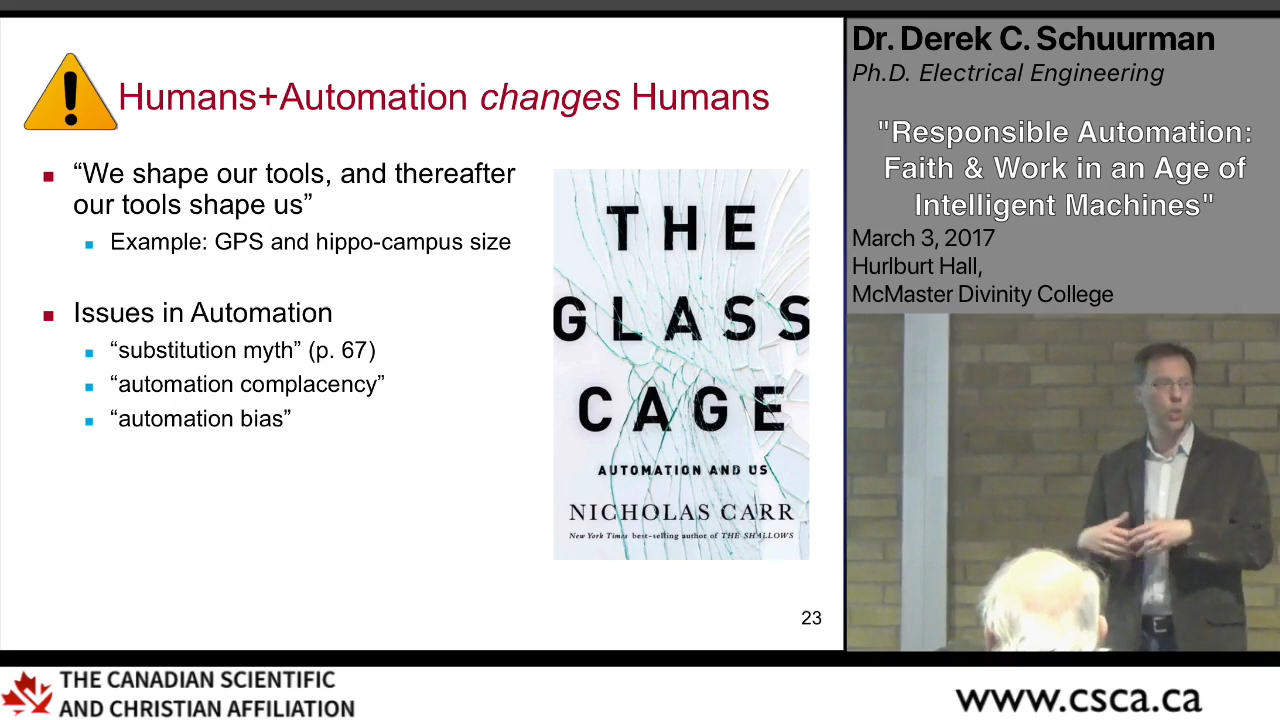 Humans+Automation changes Humans
“We shape our tools, and thereafter
our tools shape us”
Example: GPS and hippo-campus size
Issues in Automation
“substitution myth” (p. 67)
“automation complacency”
“automation bias”
THE
GLASS
CAGE
AUTOMATION AND US
NICHOLAS CARR
New York Times best-selling author of THE SHALLOWS
23
Dr. Derek C. Schuurman
Ph.D. Electrical Engineering
"Responsible Automation:
Faith & Work in an Age of
Intelligent Machines"
March 3, 2017
Hurlburt Hall,
McMaster Divinity College
THE CANADIAN SCIENTIFIC
AND CHRISTIAN AFFILIATION
www.csca.ca